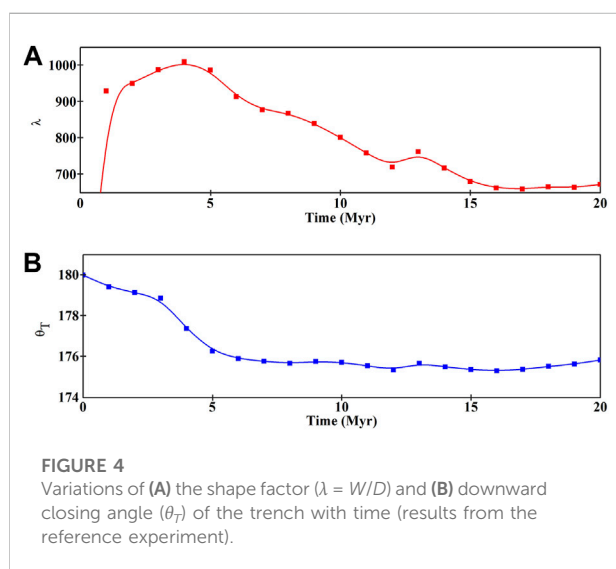 A
1000
900
λ
800
700
0 5 10 15 20
Time (Myr)
B
180
178
θT
176
174
0 5 10 15 20
Time (Myr)
FIGURE 4
Variations of (A) the shape factor (λ = W/D) and (B) downward
closing angle (θT) of the trench with time (results from the
reference experiment).